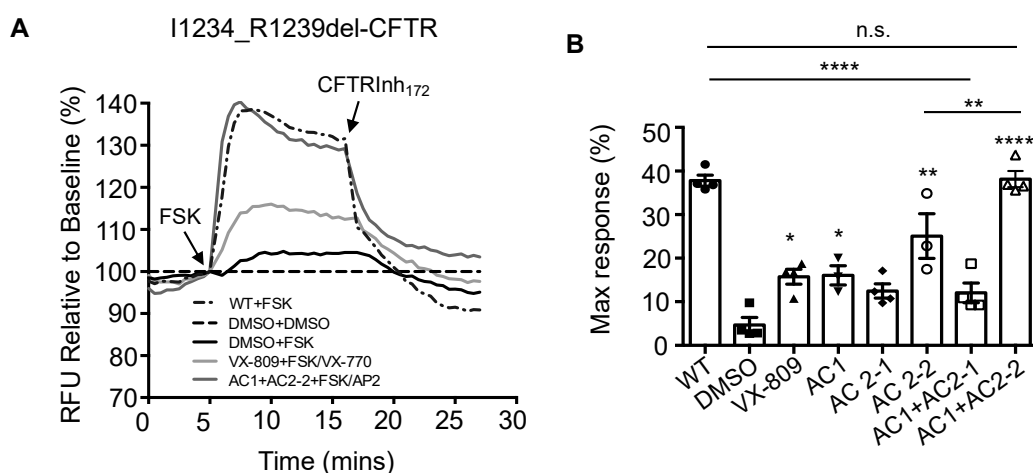 A
I1234_R1239del-CFTR
RFU Relative to Baseline (%)
140
130
120
110
100
90
80
70
FSK
CFTRInh172
WT+FSK
DMSO+DMSO
DMSO+FSK
VX-809+FSK/VX-770
AC1+AC2-2+FSK/AP2
0
5
10
15
20
25
30
Time (mins)
B
n.s.
****
**
Max response (%)
50
40
30
20
10
0
*
*
**
****
WT
DMSO
VX-809
AC1
AC 2-1
AC 2-2
AC1+AC2-1
AC1+AC2-2